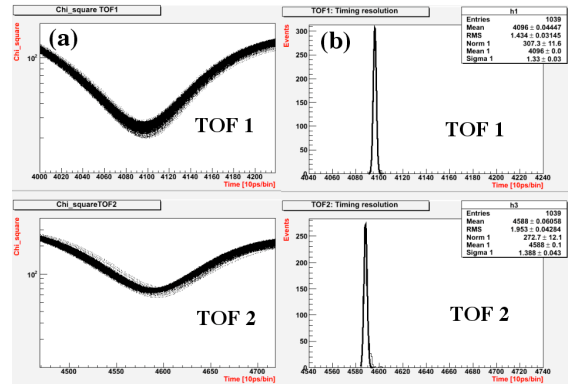 Chi_square TOF1
(a)
Chi_square
10²
TOF 1
4000 4020 4040 4060 4080 4100 4120 4140 4160 4180 4200
Time [10ps/bin]
TOF1: Timing resolution
(b)
h1
Entries 1039
Mean 4096 ± 0.04447
RMS 1.434 ± 0.03145
Norm 1 307.3 ± 11.6
Mean 1 4096 ± 0.0
Sigma 1 1.33 ± 0.03
Events
300
250
200
150
100
50
0
TOF 1
4040 4060 4080 4100 4120 4140 4160 4180 4200 4220 4240
Time [10ps/bin]
Chi_squareTOF2
Chi_square
10²
TOF 2
4500 4550 4600 4650 4700
Time [10ps/bin]
TOF2: Timing resolution
h3
Entries 1039
Mean 4588 ± 0.06058
RMS 1.953 ± 0.04284
Norm 1 272.7 ± 12.1
Mean 1 4588 ± 0.1
Sigma 1 1.388 ± 0.043
Events
250
200
150
100
50
0
TOF 2
4540 4560 4580 4600 4620 4640 4660 4680 4700 4720 4740
Time [10ps/bin]